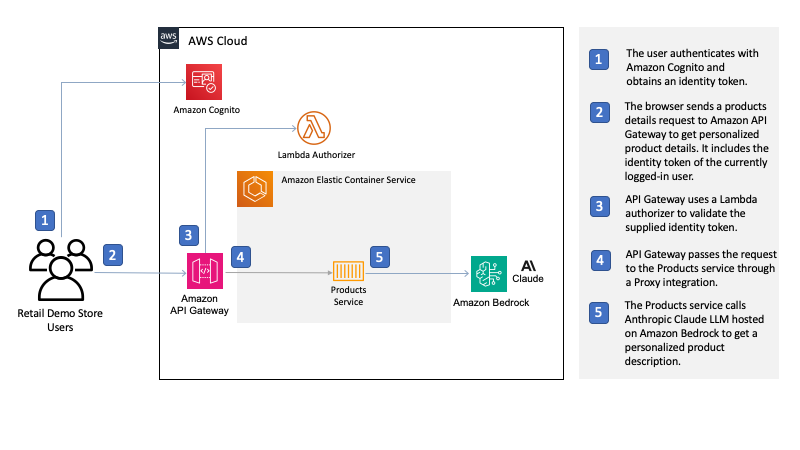 aws
AWS Cloud
Amazon Cognito
Lambda Authorizer
Amazon Elastic Container Service
1
2
3
4
5
Retail Demo Store
Users
Amazon
API Gateway
Products
Service
Amazon Bedrock
A\
Claude
1
The user authenticates with
Amazon Cognito and
obtains an identity token.
2
The browser sends a products
details request to Amazon API
Gateway to get personalized
product details. It includes the
identity token of the currently
logged-in user.
3
API Gateway uses a Lambda
authorizer to validate the
supplied identity token.
4
API Gateway passes the request
to the Products service through
a Proxy integration.
5
The Products service calls
Anthropic Claude LLM hosted
on Amazon Bedrock to get a
personalized product
description.